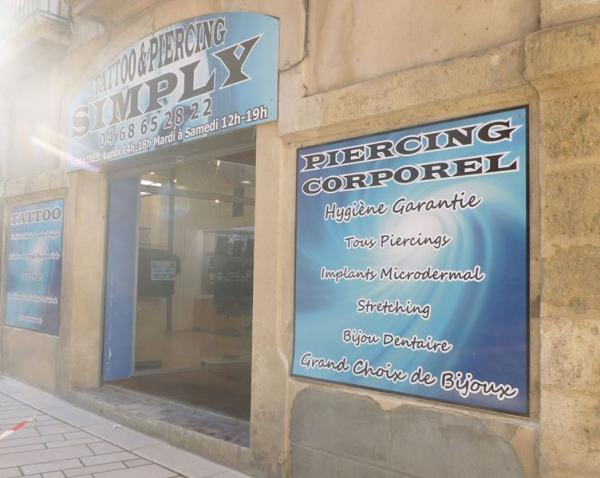 TATTOO & PIERCING
SIMPLY
04 68 65 28 22
HORAIRES: Lundi 14h-18h Mardi à Samedi 12h-19h
TATTOO
PIERCING
CORPOREL
Hygiène Garantie
Tous Piercings
Implants Microdermal
Stretching
Bijou Dentaire
Grand Choix de Bijoux